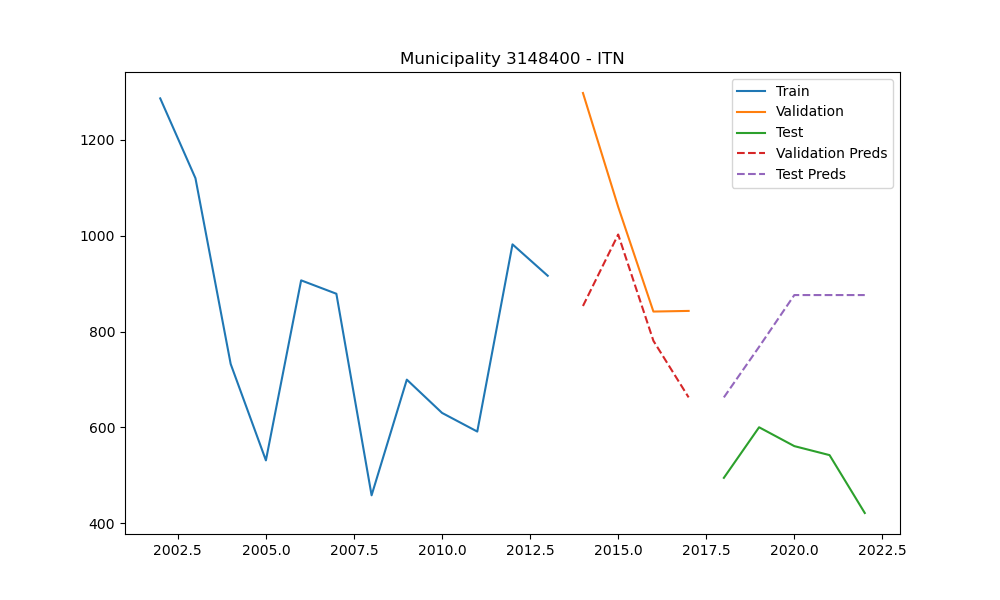 Municipality 3148400 - ITN
Train
Validation
Test
Validation Preds
Test Preds
1200
1000
800
600
400
2002.5 2005.0 2007.5 2010.0 2012.5 2015.0 2017.5 2020.0 2022.5